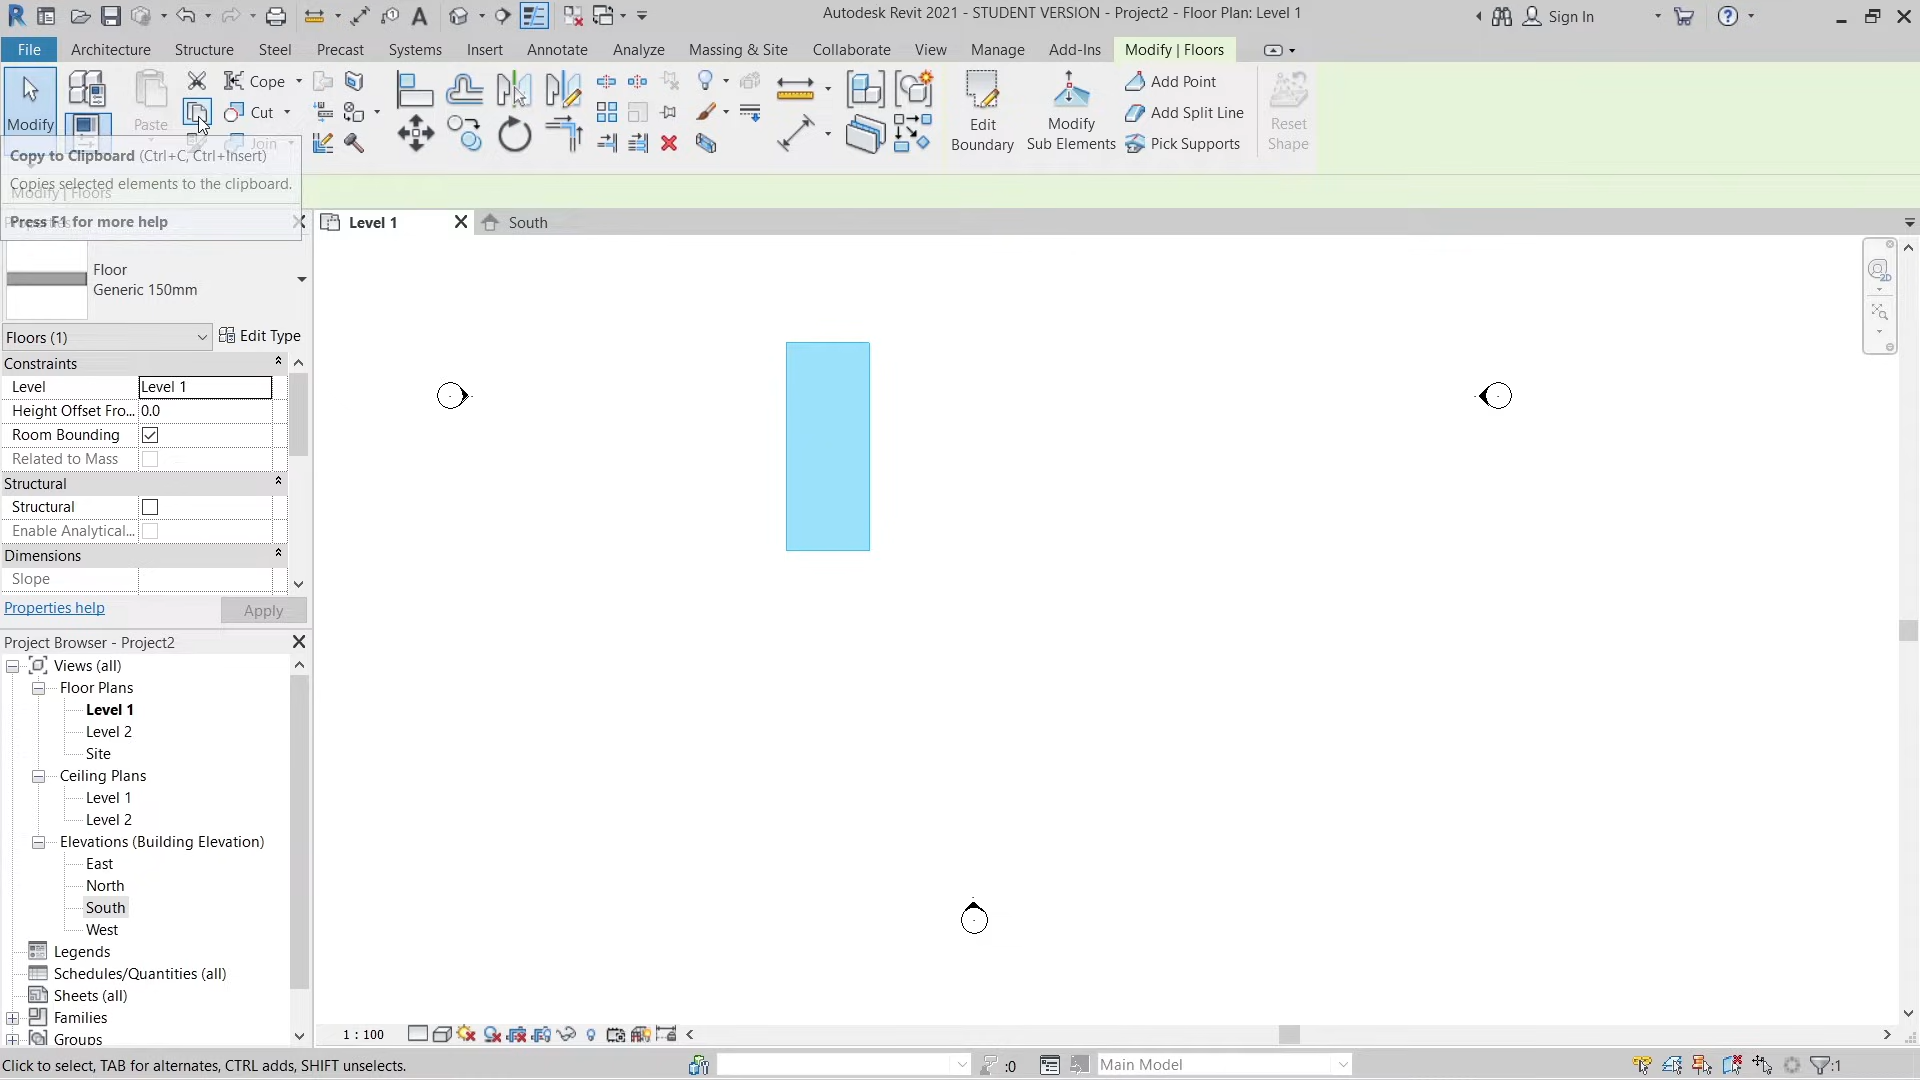 Autodesk Revit 2021 - STUDENT VERSION - Project2 - Floor Plan: Level 1
Sign In
File Architecture Structure Steel Precast Systems Insert Annotate Analyze Massing & Site Collaborate View Manage Add-Ins Modify | Floors
Modify
Paste
Cope
Cut
Join
Edit Boundary
Modify Sub Elements
Add Point
Add Split Line
Pick Supports
Reset Shape
Copy to Clipboard (Ctrl+C, Ctrl+Insert)
Copies selected elements to the clipboard.
Modify | Floors
Press F1 for more help
Level 1
South
Floor
Generic 150mm
Floors (1)
Edit Type
Constraints
Level Level 1
Height Offset Fro... 0.0
Room Bounding
Related to Mass
Structural
Structural
Enable Analytical...
Dimensions
Slope
Properties help
Apply
Project Browser - Project2
Views (all)
Floor Plans
Level 1
Level 2
Site
Ceiling Plans
Level 1
Level 2
Elevations (Building Elevation)
East
North
South
West
Legends
Schedules/Quantities (all)
Sheets (all)
Families
Groups
2D
1 : 100
Click to select, TAB for alternates, CTRL adds, SHIFT unselects.
:0
Main Model
:1